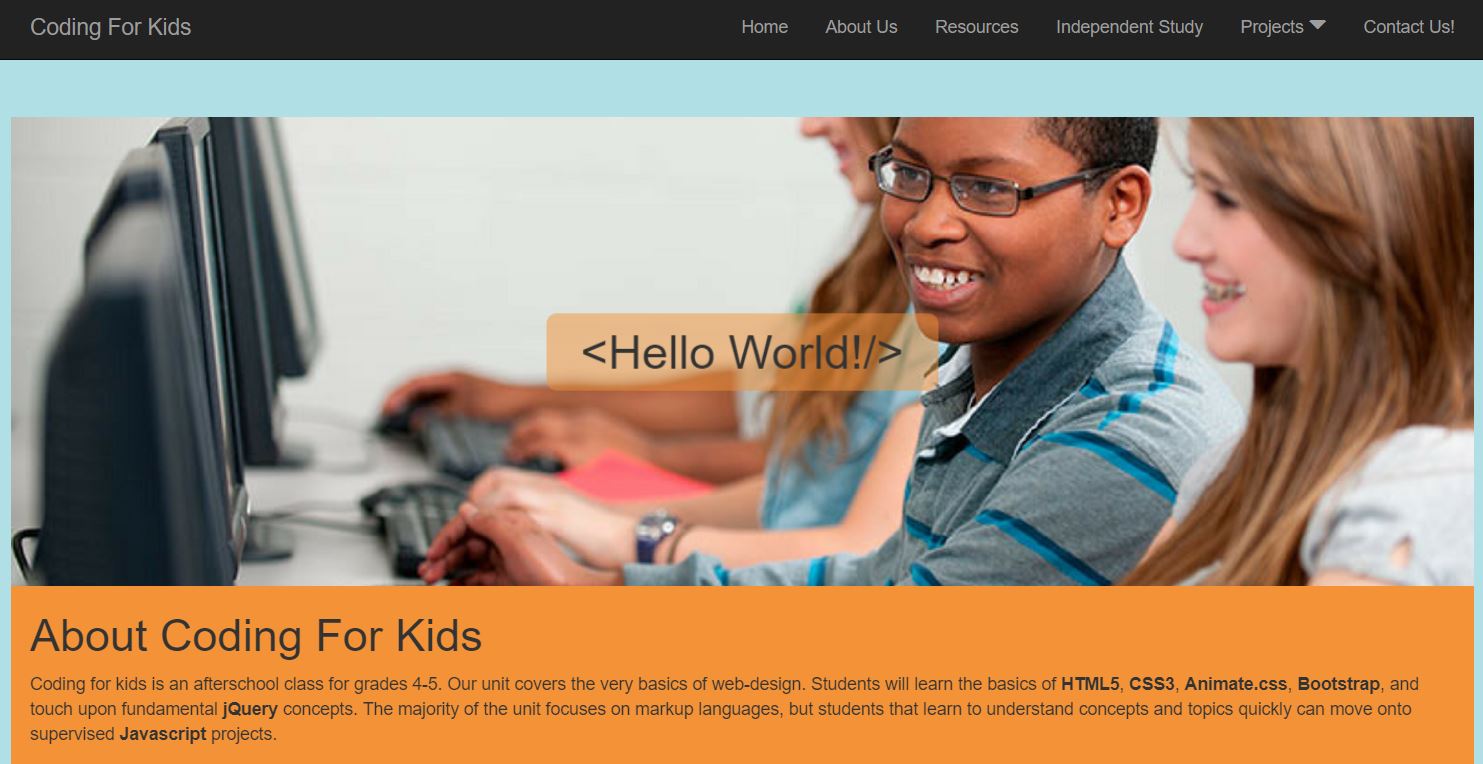 Coding For Kids
Home About Us Resources Independent Study Projects Contact Us!
<Hello World!/>
About Coding For Kids
Coding for kids is an afterschool class for grades 4-5. Our unit covers the very basics of web-design. Students will learn the basics of HTML5, CSS3, Animate.css, Bootstrap, and
touch upon fundamental jQuery concepts. The majority of the unit focuses on markup languages, but students that learn to understand concepts and topics quickly can move onto
supervised Javascript projects.